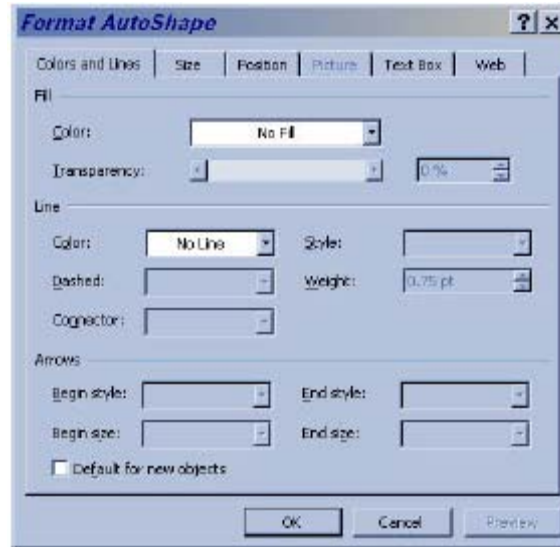 Format AutoShape ? x
Colors and Lines Size Position Picture Text Box Web
Fill
Color: No Fill
Transparency: 0 %
Line
Color: No Line Style:
Dashed: Weight: 0.75 pt
Connector:
Arrows
Begin style: End style:
Begin size: End size:
Default for new objects
OK Cancel Preview